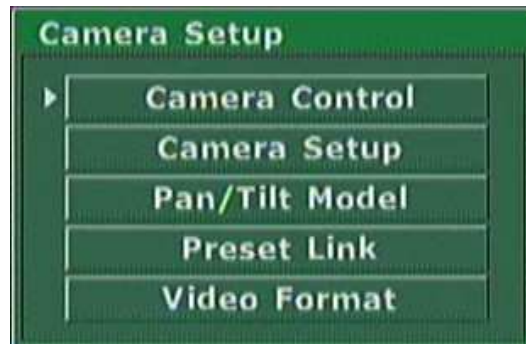 Camera Setup
Camera Control
Camera Setup
Pan/Tilt Model
Preset Link
Video Format